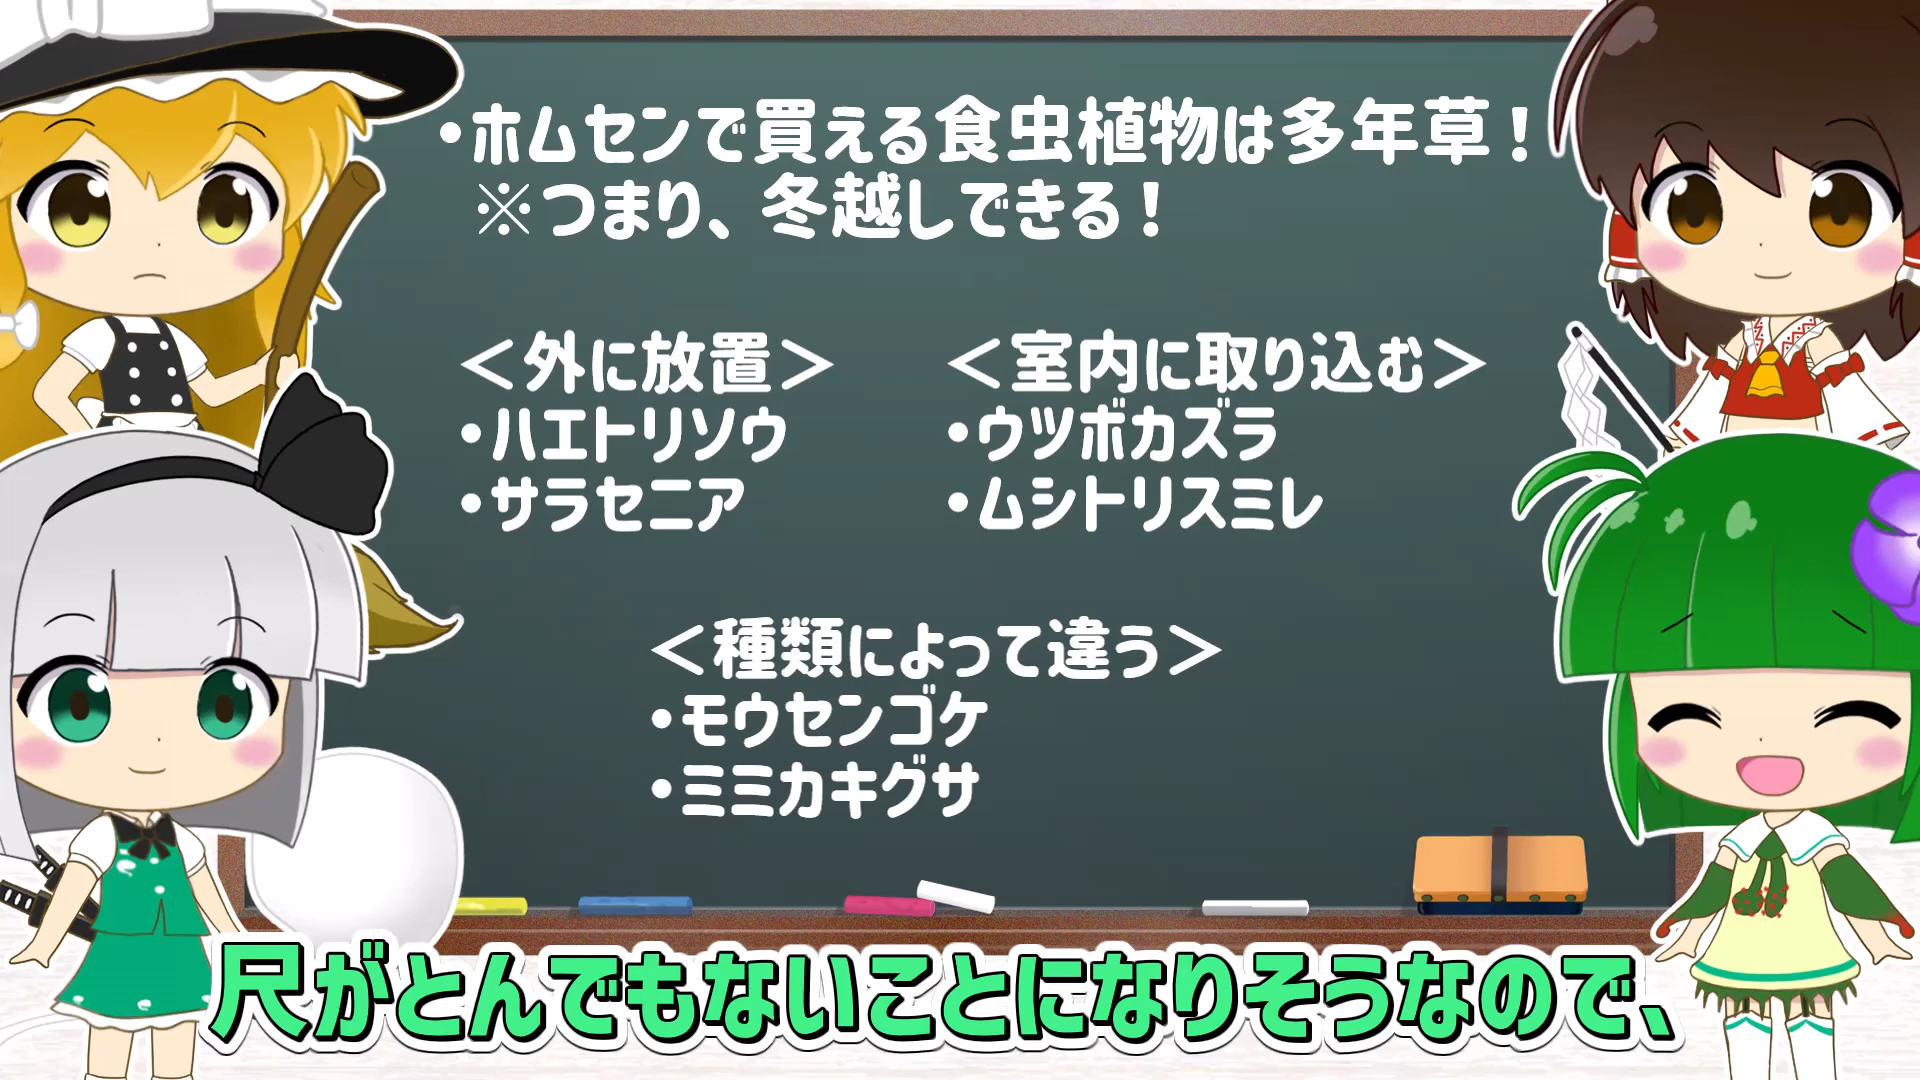 ・ホムセンで買える食虫植物は多年草！
※つまり、冬越しできる！
＜外に放置＞
・ハエトリソウ
・サラセニア
＜室内に取り込む＞
・ウツボカズラ
・ムシトリスミレ
＜種類によって違う＞
・モウセンゴケ
・ミミカキグサ
尺がとんでもないことになりそうなので、